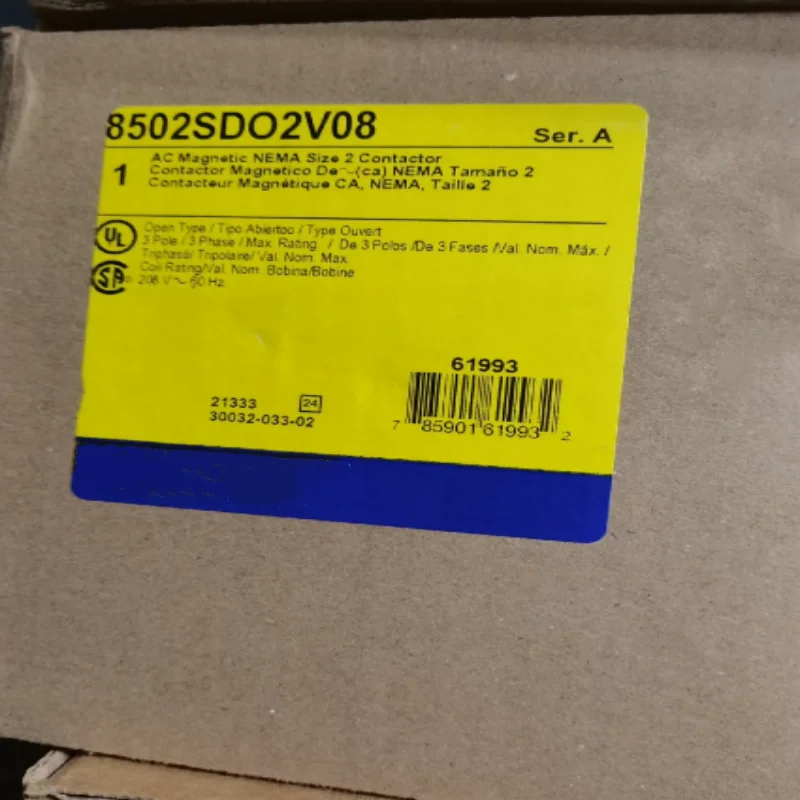 8502SDO2V08
Ser. A
1
AC Magnetic NEMA Size 2 Contactor
Contactor Magnetico De~(ca) NEMA Tamaño 2
Contacteur Magnétique CA, NEMA, Taille 2
UL
Open Type / Tipo Abiertoo / Type Ouvert
3 Pole / 3 Phase / Max. Rating. / De 3 Polos /De 3 Fases /Val. Nom. Máx. /
Triphasé/ Tripolaire/ Val. Nom. Max
SA
Coil Rating/Val. Nom. Bobina/Bobine
208 V~ 60 Hz
61993
21333 24
30032-033-02
7 85901 61993 2